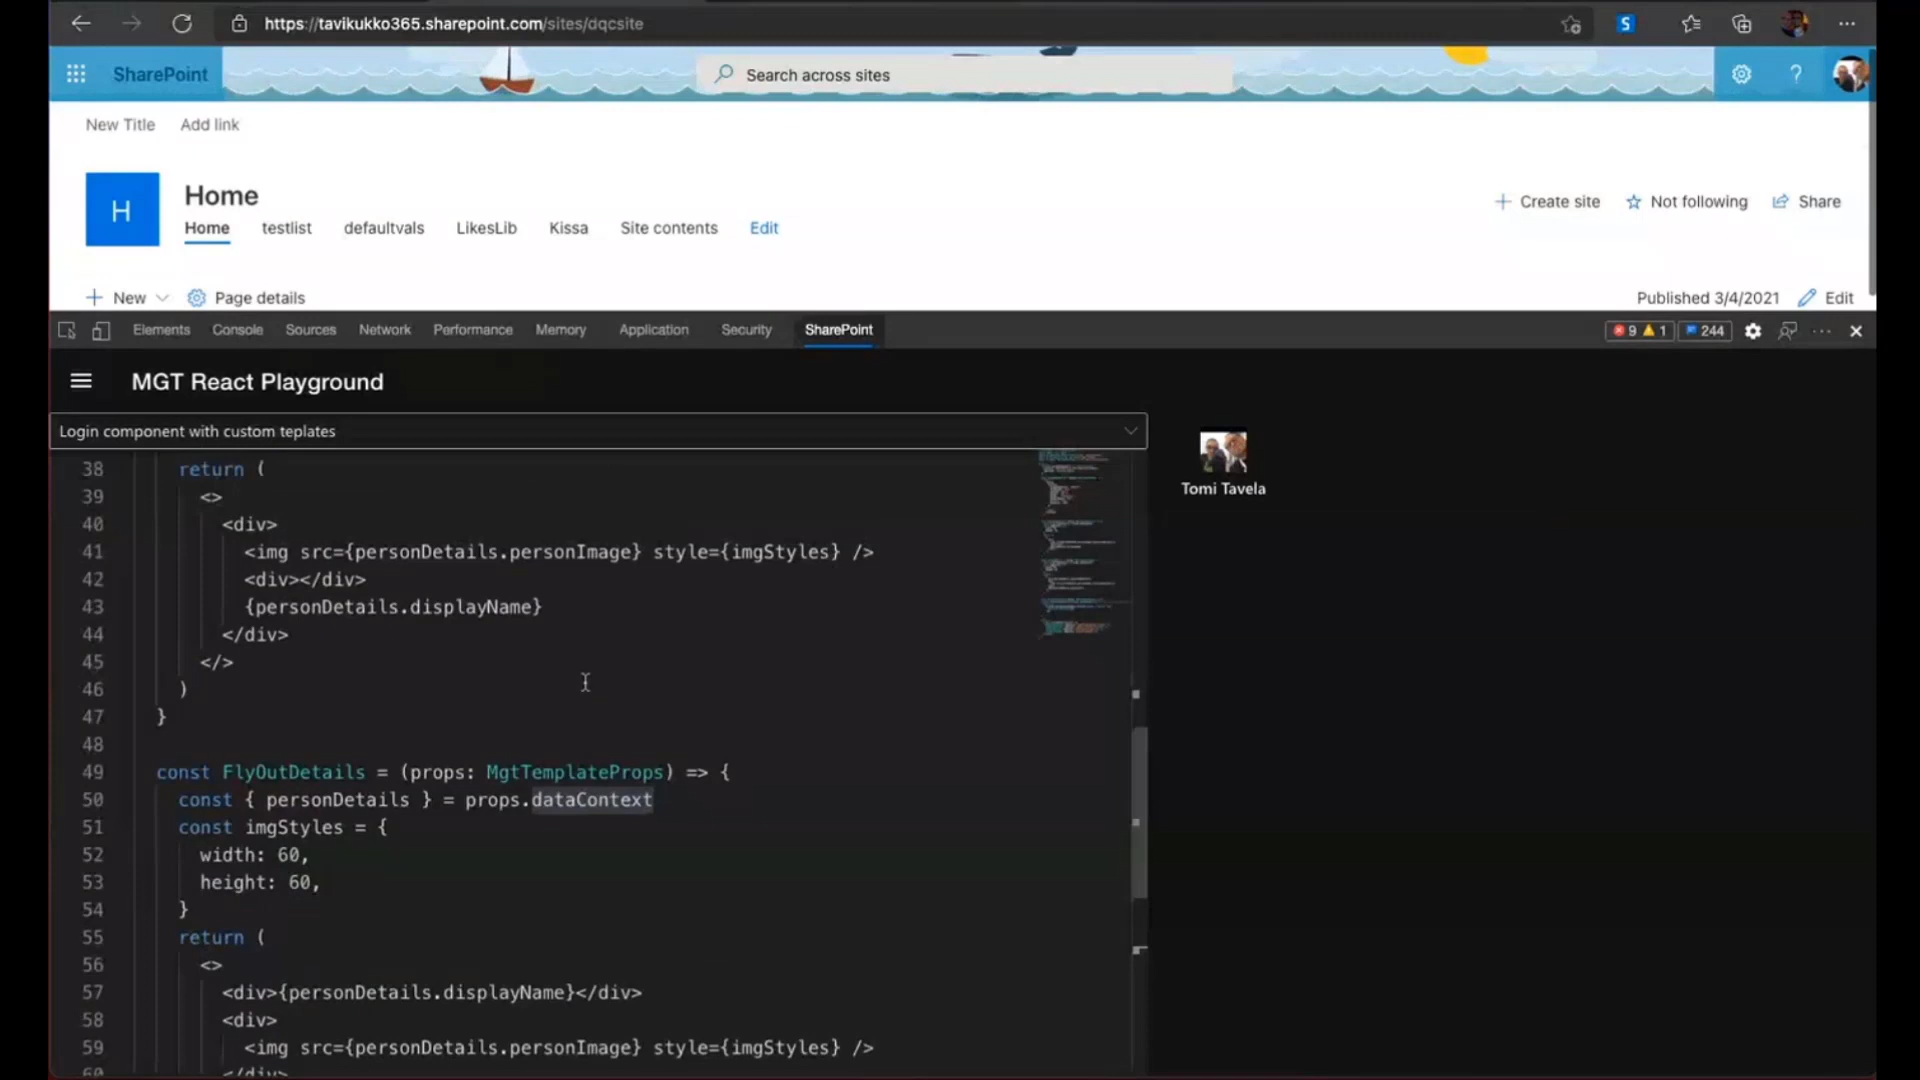 https://tavikukko365.sharepoint.com/sites/dqcsite
S
SharePoint
Search across sites
?
New Title Add link
H
Home
Home testlist defaultvals LikesLib Kissa Site contents Edit
Create site Not following Share
New Page details
Published 3/4/2021 Edit
Elements Console Sources Network Performance Memory Application Security SharePoint
9 1 244
MGT React Playground
Login component with custom teplates
Tomi Tavela
38 return (
39 <>
40 <div>
41 <img src={personDetails.personImage} style={imgStyles} />
42 <div></div>
43 {personDetails.displayName}
44 </div>
45 </>
46 )
47 }
48
49 const FlyOutDetails = (props: MgtTemplateProps) => {
50 const { personDetails } = props.dataContext
51 const imgStyles = {
52 width: 60,
53 height: 60,
54 }
55 return (
56 <>
57 <div>{personDetails.displayName}</div>
58 <div>
59 <img src={personDetails.personImage} style={imgStyles} />
60 </div>